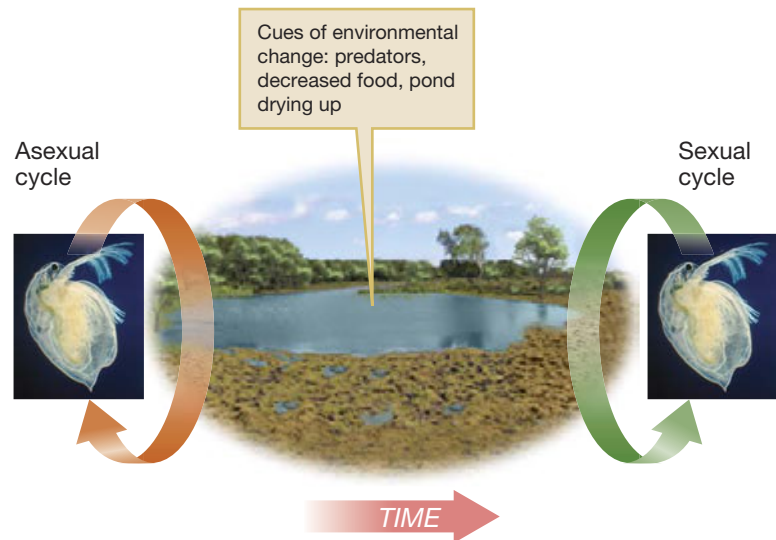 Cues of environmental
change: predators,
decreased food, pond
drying up
Asexual
cycle
Sexual
cycle
TIME